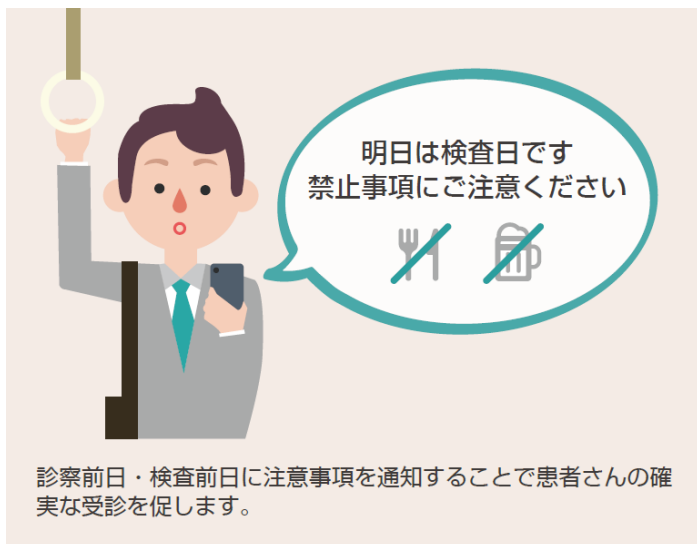 明日は検査日です
禁止事項にご注意ください
診察前日・検査前日に注意事項を通知することで患者さんの確
実な受診を促します。